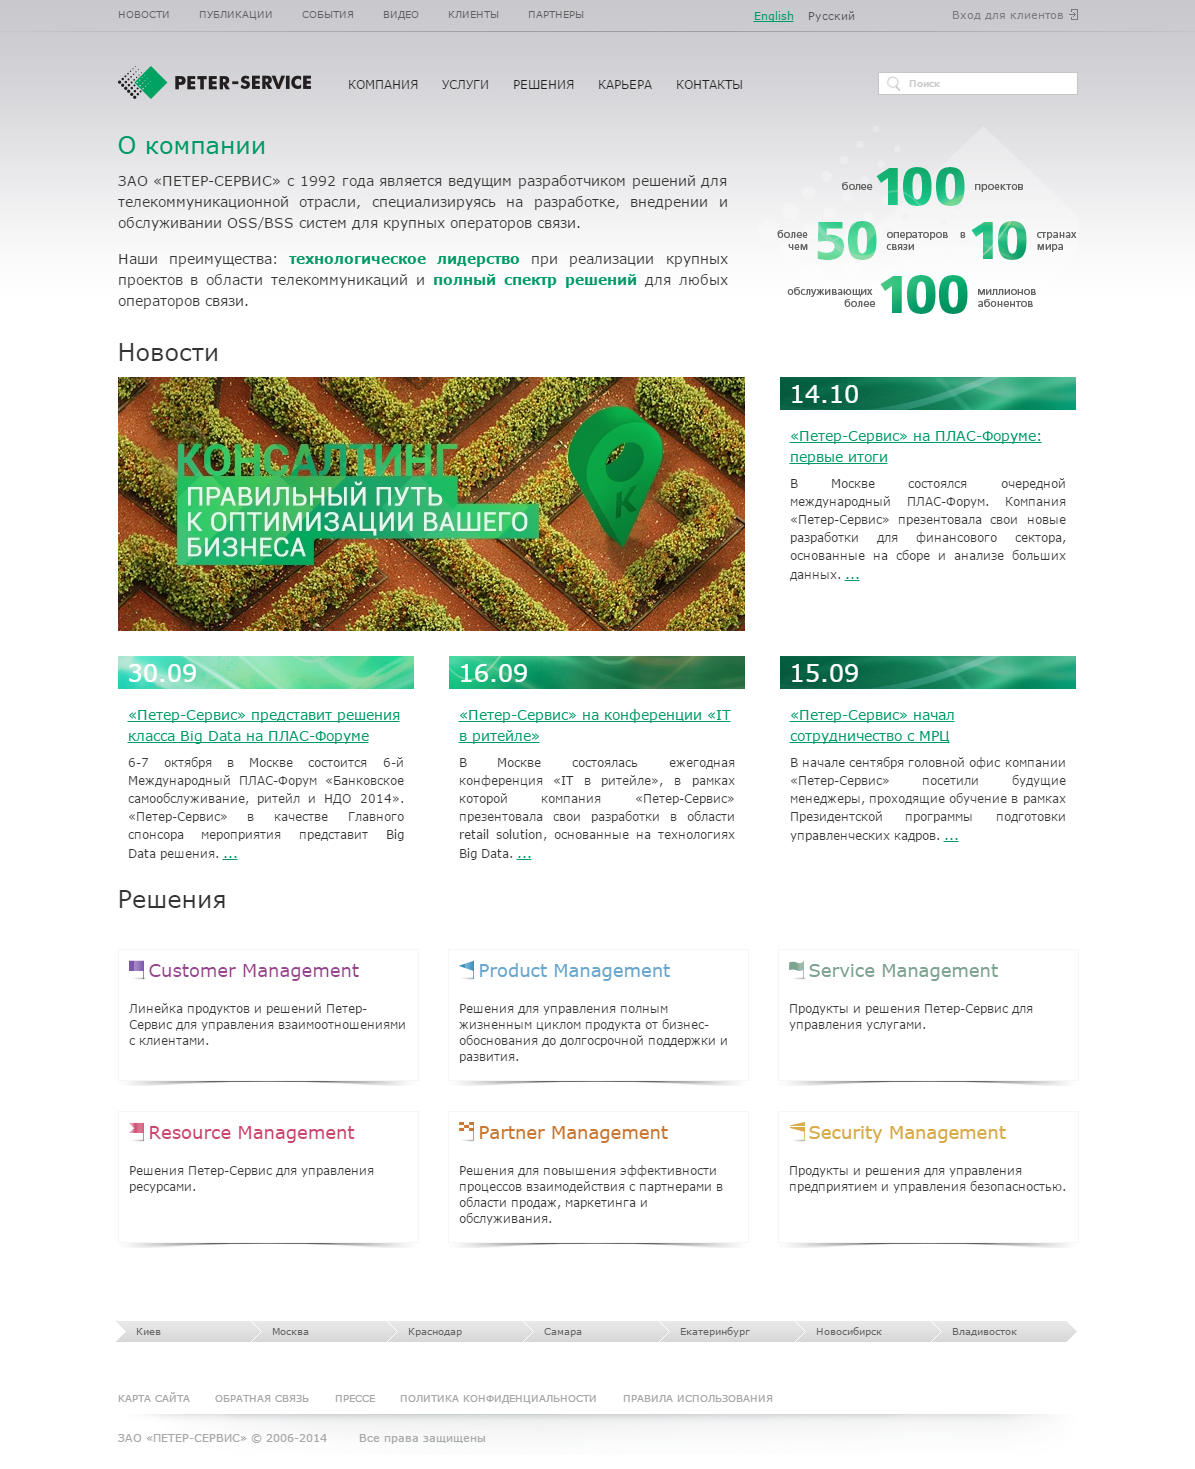 НОВОСТИ ПУБЛИКАЦИИ СОБЫТИЯ ВИДЕО КЛИЕНТЫ ПАРТНЕРЫ English Русский Вход для клиентов
PETER-SERVICE КОМПАНИЯ УСЛУГИ РЕШЕНИЯ КАРЬЕРА КОНТАКТЫ Поиск
О компании
ЗАО «ПЕТЕР-СЕРВИС» с 1992 года является ведущим разработчиком решений для
телекоммуникационной отрасли, специализируясь на разработке, внедрении и
обслуживании OSS/BSS систем для крупных операторов связи.
Наши преимущества: технологическое лидерство при реализации крупных
проектов в области телекоммуникаций и полный спектр решений для любых
операторов связи.
более 100 проектов
более чем 50 операторов связи в 10 странах мира
обслуживающих более 100 миллионов абонентов
Новости
КОНСАЛТИНГ
ПРАВИЛЬНЫЙ ПУТЬ
К ОПТИМИЗАЦИИ ВАШЕГО
БИЗНЕСА
К
14.10
«Петер-Сервис» на ПЛАС-Форуме:
первые итоги
В Москве состоялся очередной
международный ПЛАС-Форум. Компания
«Петер-Сервис» презентовала свои новые
разработки для финансового сектора,
основанные на сборе и анализе больших
данных. ...
30.09
«Петер-Сервис» представит решения
класса Big Data на ПЛАС-Форуме
6-7 октября в Москве состоится 6-й
Международный ПЛАС-Форум «Банковское
самообслуживание, ритейл и НДО 2014».
«Петер-Сервис» в качестве Главного
спонсора мероприятия представит Big
Data решения. ...
16.09
«Петер-Сервис» на конференции «IT
в ритейле»
В Москве состоялась ежегодная
конференция «IT в ритейле», в рамках
которой компания «Петер-Сервис»
презентовала свои разработки в области
retail solution, основанные на технологиях
Big Data. ...
15.09
«Петер-Сервис» начал
сотрудничество с МРЦ
В начале сентября головной офис компании
«Петер-Сервис» посетили будущие
менеджеры, проходящие обучение в рамках
Президентской программы подготовки
управленческих кадров. ...
Решения
Customer Management
Линейка продуктов и решений Петер-
Сервис для управления взаимоотношениями
с клиентами.
Product Management
Решения для управления полным
жизненным циклом продукта от бизнес-
обоснования до долгосрочной поддержки и
развития.
Service Management
Продукты и решения Петер-Сервис для
управления услугами.
Resource Management
Решения Петер-Сервис для управления
ресурсами.
Partner Management
Решения для повышения эффективности
процессов взаимодействия с партнерами в
области продаж, маркетинга и
обслуживания.
Security Management
Продукты и решения для управления
предприятием и управления безопасностью.
Киев Москва Краснодар Самара Екатеринбург Новосибирск Владивосток
КАРТА САЙТА ОБРАТНАЯ СВЯЗЬ ПРЕССЕ ПОЛИТИКА КОНФИДЕНЦИАЛЬНОСТИ ПРАВИЛА ИСПОЛЬЗОВАНИЯ
ЗАО «ПЕТЕР-СЕРВИС» © 2006-2014 Все права защищены